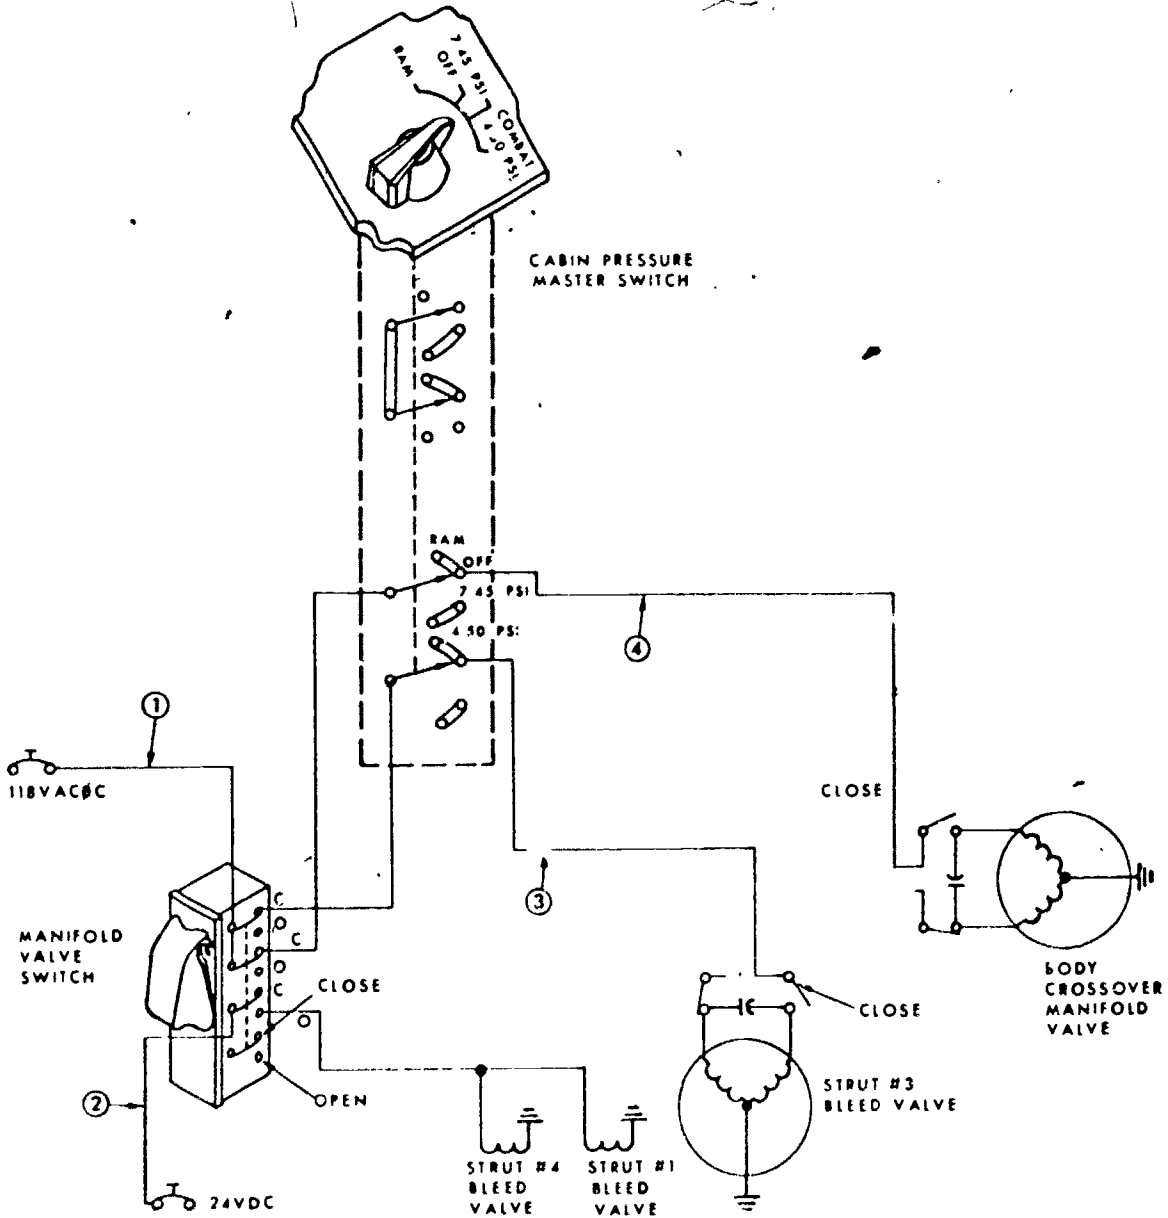 RAM
OFF
7 45 PSI
COMBAT
4.50 PSI
CABIN PRESSURE
MASTER SWITCH
RAM
OFF
7 45 PSI
4 50 PSI
4
1
118VACØC
CLOSE
3
MANIFOLD
VALVE
SWITCH
C
O
C
O
C
O
CLOSE
OPEN
CLOSE
BODY
CROSSOVER
MANIFOLD
VALVE
STRUT #3
BLEED VALVE
2
24VDC
STRUT #4
BLEED
VALVE
STRUT #1
BLEED
VALVE